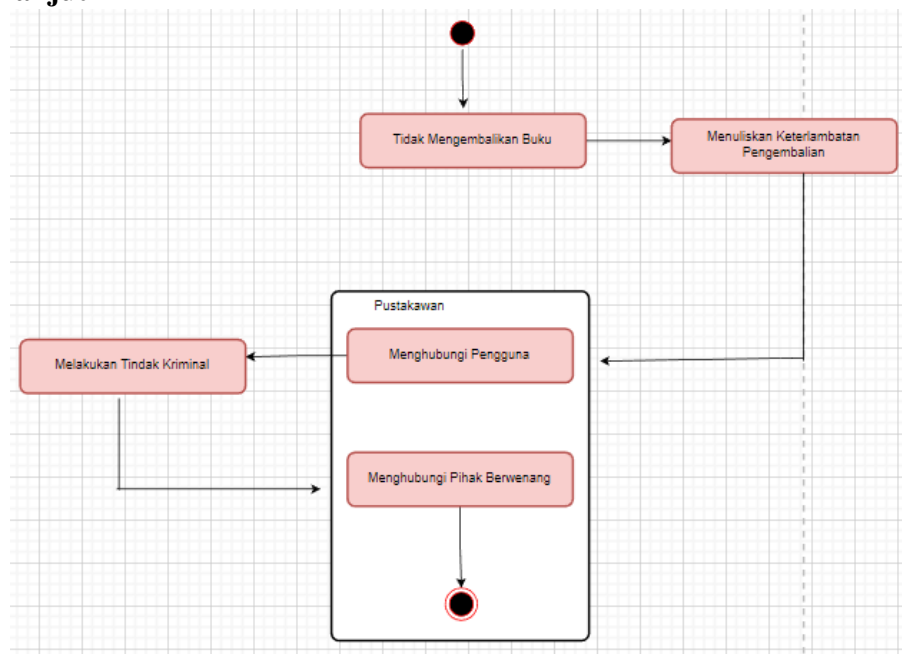 Tidak Mengembalikan Buku
Menuliskan Keterlambatan
Pengembalian
Pustakawan
Menghubungi Pengguna
Melakukan Tindak Kriminal
Menghubungi Pihak Berwenang